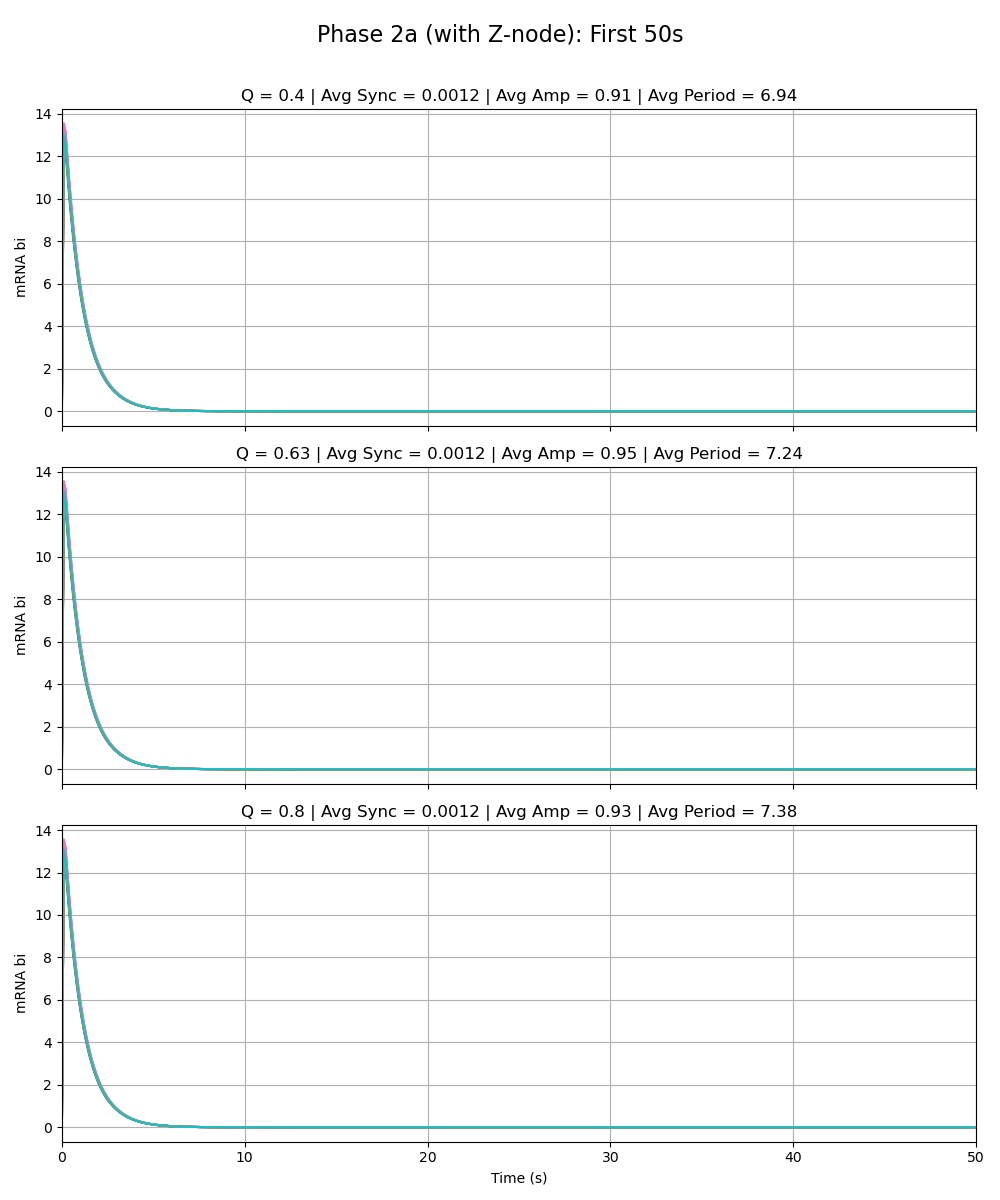 Phase 2a (with Z-node): First 50s
Q = 0.4 | Avg Sync = 0.0012 | Avg Amp = 0.91 | Avg Period = 6.94
14
12
10
8
6
4
2
0
mRNA bi
Q = 0.63 | Avg Sync = 0.0012 | Avg Amp = 0.95 | Avg Period = 7.24
14
12
10
8
6
4
2
0
mRNA bi
Q = 0.8 | Avg Sync = 0.0012 | Avg Amp = 0.93 | Avg Period = 7.38
14
12
10
8
6
4
2
0
mRNA bi
0 10 20 30 40 50
Time (s)